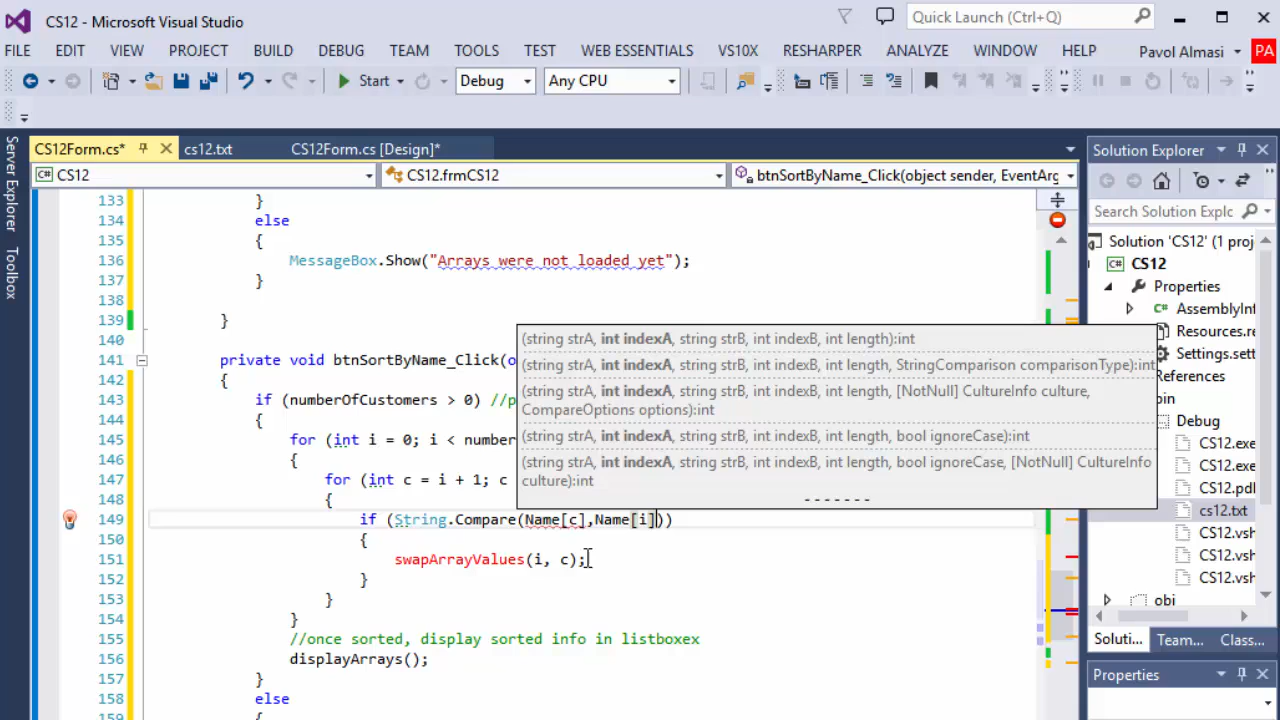 CS12 - Microsoft Visual Studio
Quick Launch (Ctrl+Q)
FILE EDIT VIEW PROJECT BUILD DEBUG TEAM TOOLS TEST WEB ESSENTIALS VS10X RESHARPER ANALYZE WINDOW HELP Pavol Almasi PA
Start Debug Any CPU
CS12Form.cs* cs12.txt CS12Form.cs [Design]*
Solution Explorer
CS12 CS12.frmCS12 btnSortByName_Click(object sender, EventArg
Server Explorer
Toolbox
133 }
134 else
135 {
136 MessageBox.Show("Arrays were not loaded yet");
137 }
138
139 }
140
141 private void btnSortByName_Click(o
142 {
143 if (numberOfCustomers > 0) //p
144 {
145 for (int i = 0; i < number
146 {
147 for (int c = i + 1; c
148 {
149 if (String.Compare(Name[c],Name[i]))
150 {
151 swapArrayValues(i, c);
152 }
153 }
154 }
155 //once sorted, display sorted info in listboxex
156 displayArrays();
157 }
158 else
159 {
(string strA, int indexA, string strB, int indexB, int length):int
(string strA, int indexA, string strB, int indexB, int length, StringComparison comparisonType):int
(string strA, int indexA, string strB, int indexB, int length, [NotNull] CultureInfo culture,
CompareOptions options):int
(string strA, int indexA, string strB, int indexB, int length, bool ignoreCase):int
(string strA, int indexA, string strB, int indexB, int length, bool ignoreCase, [NotNull] CultureInfo
culture):int
Search Solution Explc
Solution 'CS12' (1 proj
C# CS12
Properties
AssemblyInf
Resources.re
Settings.sett
References
bin
Debug
CS12.exe
CS12.exe
CS12.pdl
cs12.txt
CS12.vsh
CS12.vsh
CS12.vsh
obj
Soluti... Team... Class...
Properties